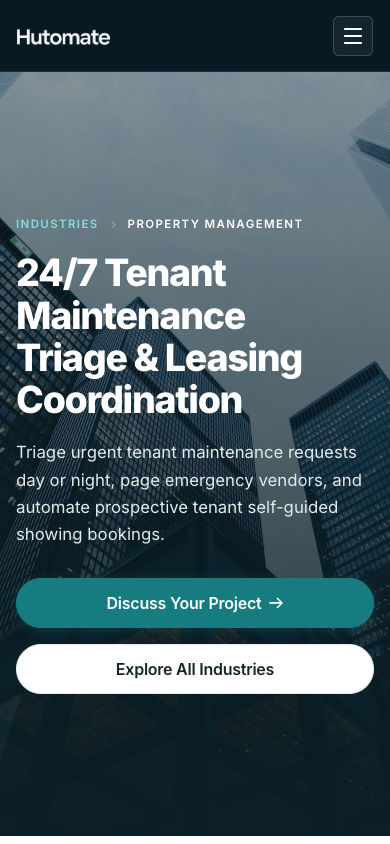 Hutomate
INDUSTRIES > PROPERTY MANAGEMENT
24/7 Tenant
Maintenance
Triage & Leasing
Coordination
Triage urgent tenant maintenance requests
day or night, page emergency vendors, and
automate prospective tenant self-guided
showing bookings.
Discuss Your Project →
Explore All Industries